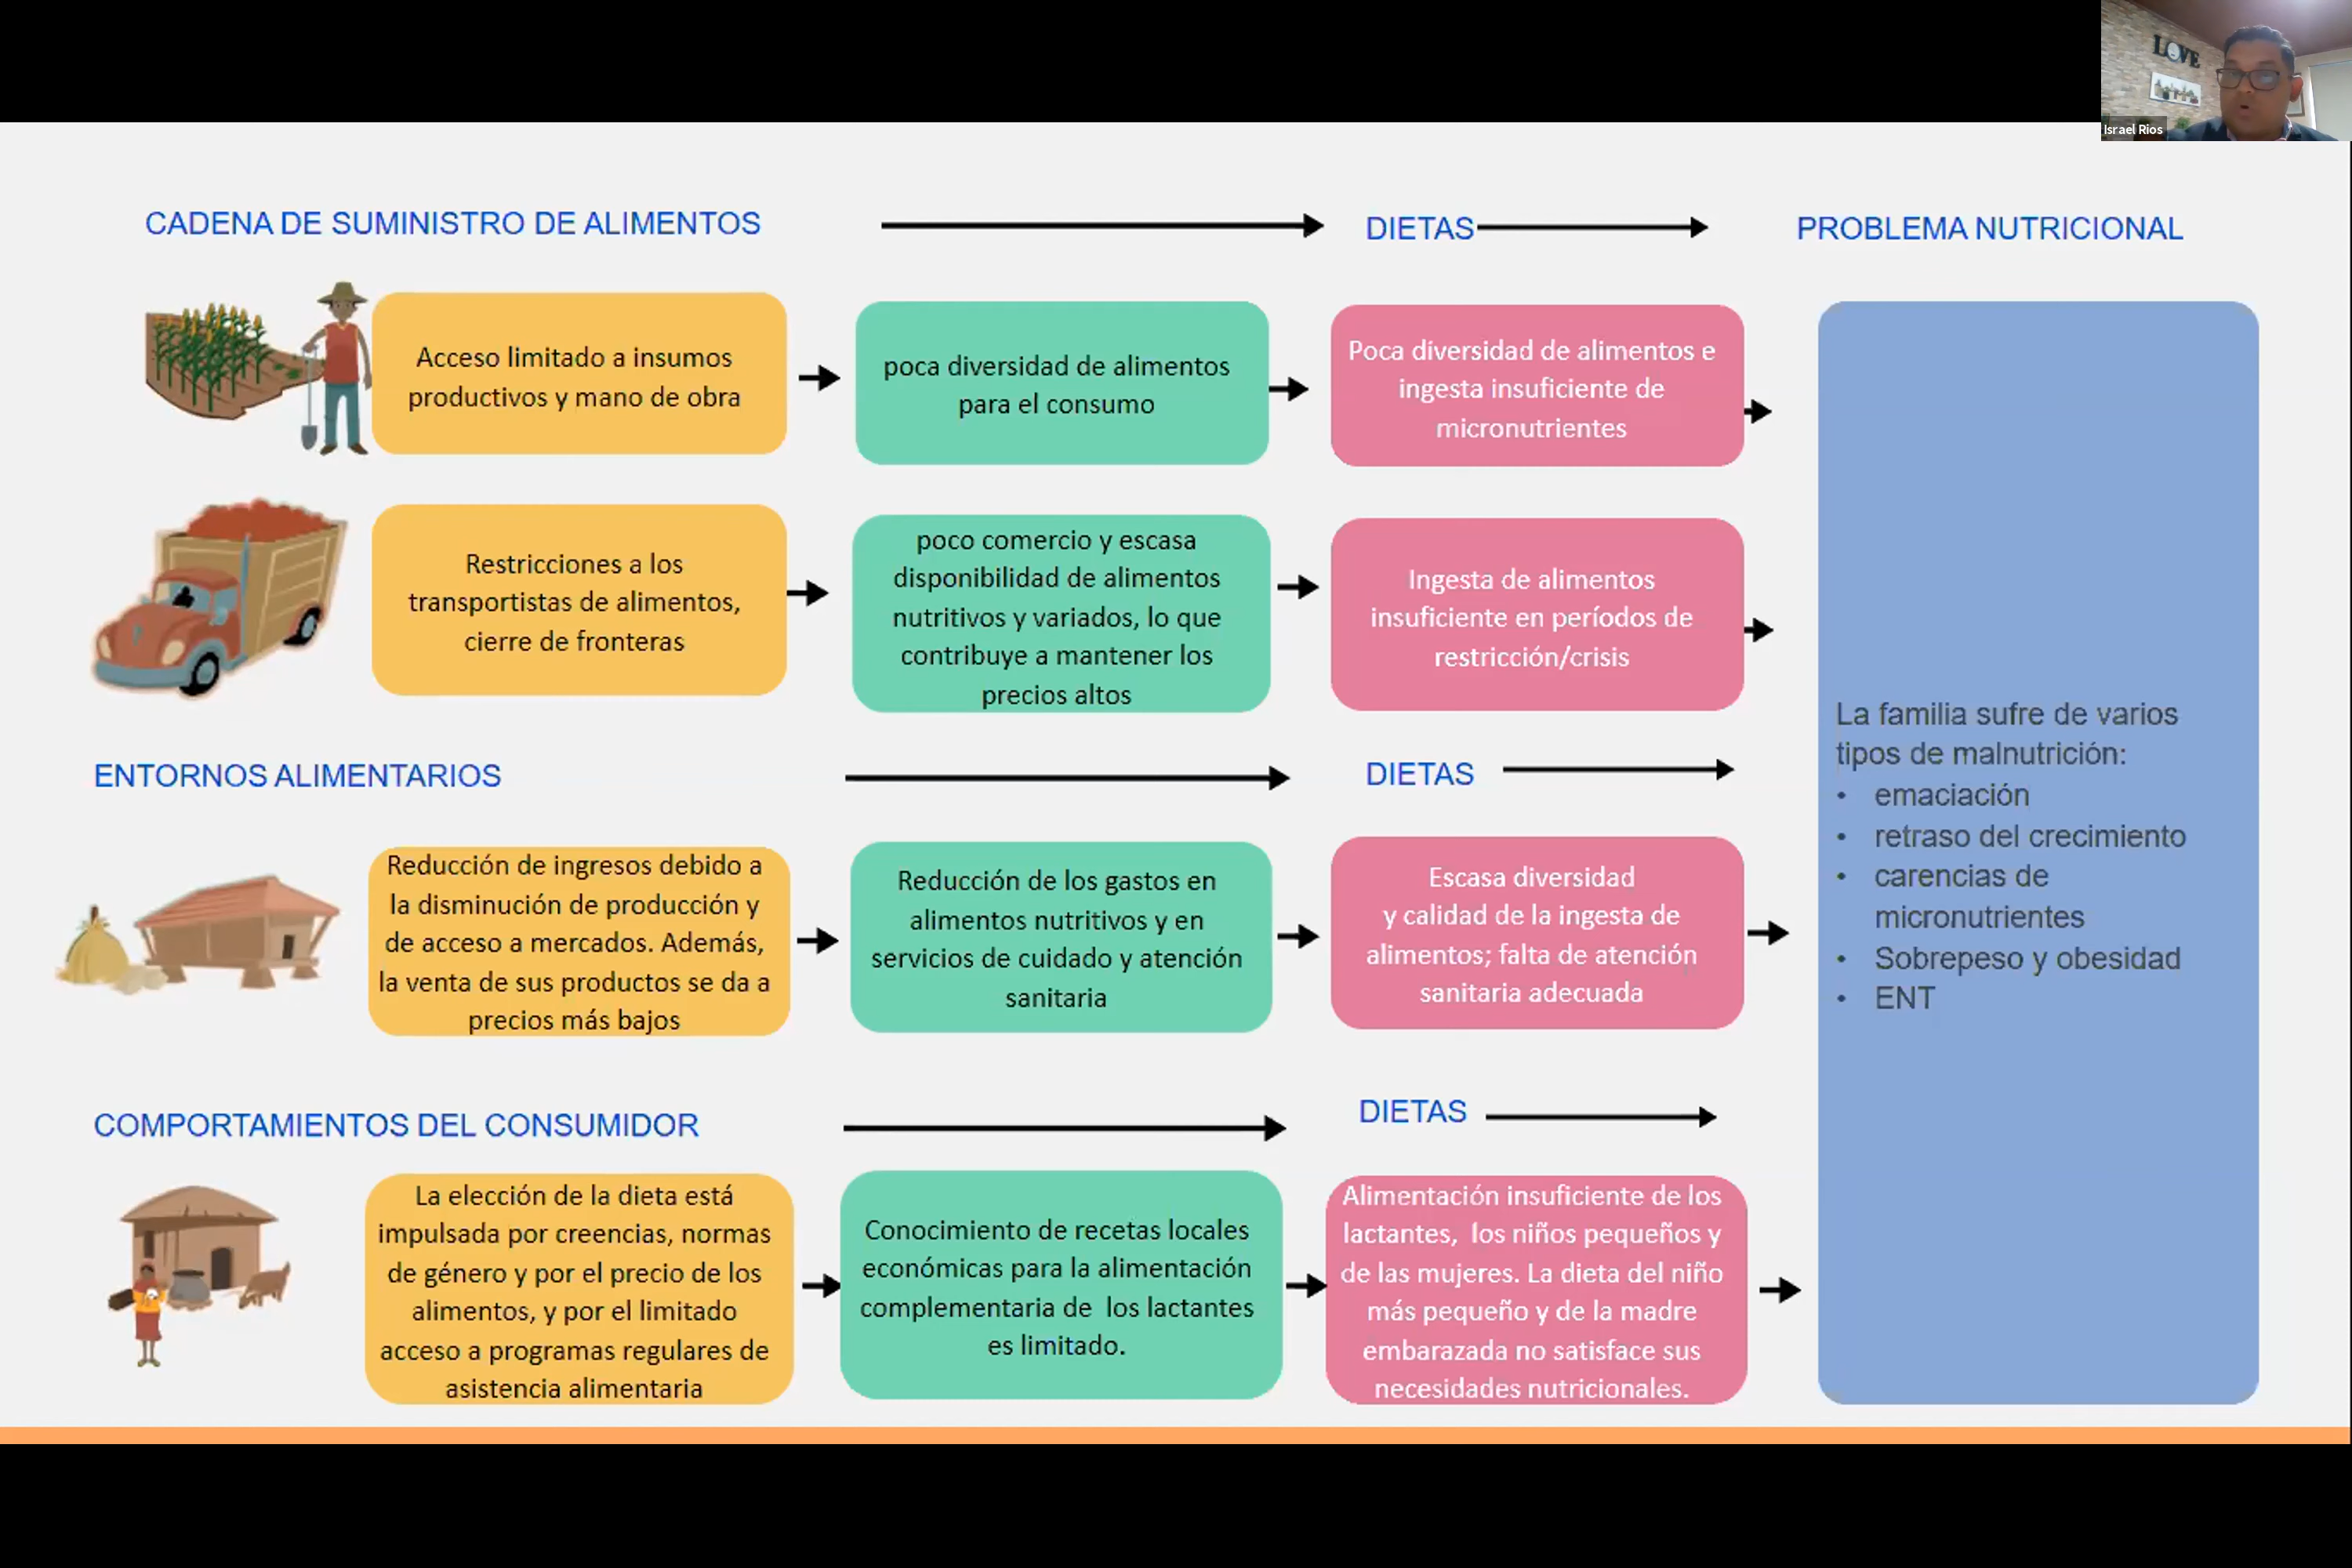 LOVE
Israel Rios
CADENA DE SUMINISTRO DE ALIMENTOS
DIETAS
PROBLEMA NUTRICIONAL
Acceso limitado a insumos
productivos y mano de obra
poca diversidad de alimentos
para el consumo
Poca diversidad de alimentos e
ingesta insuficiente de
micronutrientes
Restricciones a los
transportistas de alimentos,
cierre de fronteras
poco comercio y escasa
disponibilidad de alimentos
nutritivos y variados, lo que
contribuye a mantener los
precios altos
Ingesta de alimentos
insuficiente en períodos de
restricción/crisis
ENTORNOS ALIMENTARIOS
DIETAS
Reducción de ingresos debido a
la disminución de producción y
de acceso a mercados. Además,
la venta de sus productos se da a
precios más bajos
Reducción de los gastos en
alimentos nutritivos y en
servicios de cuidado y atención
sanitaria
Escasa diversidad
y calidad de la ingesta de
alimentos; falta de atención
sanitaria adecuada
COMPORTAMIENTOS DEL CONSUMIDOR
DIETAS
La elección de la dieta está
impulsada por creencias, normas
de género y por el precio de los
alimentos, y por el limitado
acceso a programas regulares de
asistencia alimentaria
Conocimiento de recetas locales
económicas para la alimentación
complementaria de  los lactantes
es limitado.
Alimentación insuficiente de los
lactantes,  los niños pequeños y
de las mujeres. La dieta del niño
más pequeño y de la madre
embarazada no satisface sus
necesidades nutricionales.
La familia sufre de varios
tipos de malnutrición:
• emaciación
• retraso del crecimiento
• carencias de
micronutrientes
• Sobrepeso y obesidad
• ENT